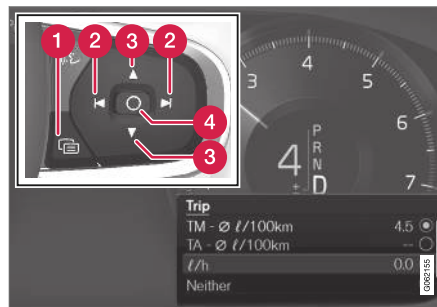 1
2
3
2
4
3
3
4
5
6
7
4
P
R
N
± D
Trip
TM - Ø ℓ/100km 4.5
TA - Ø ℓ/100km --
ℓ/h 0.0
Neither
G062155